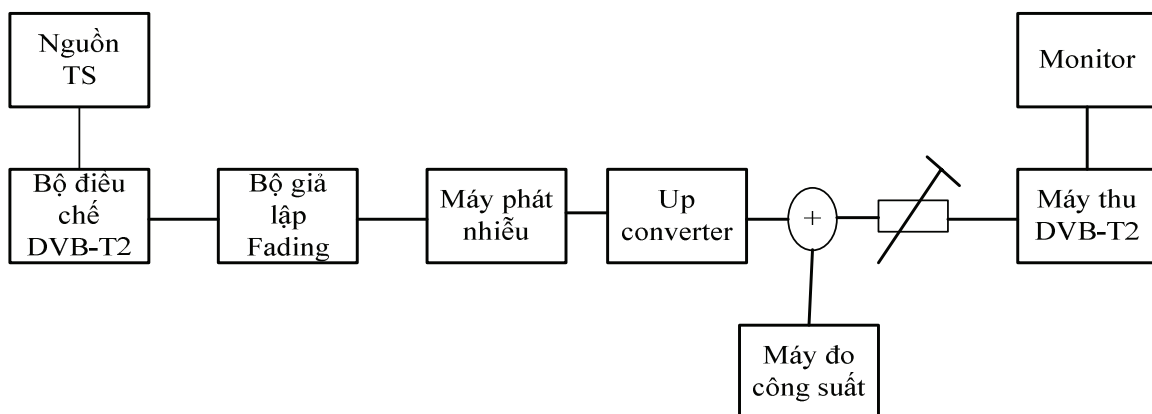 Nguồn
TS
Monitor
Bộ điều
chế
DVB-T2
Bộ giả
lập
Fading
Máy phát
nhiễu
Up
converter
+
Máy thu
DVB-T2
Máy đo
công suất